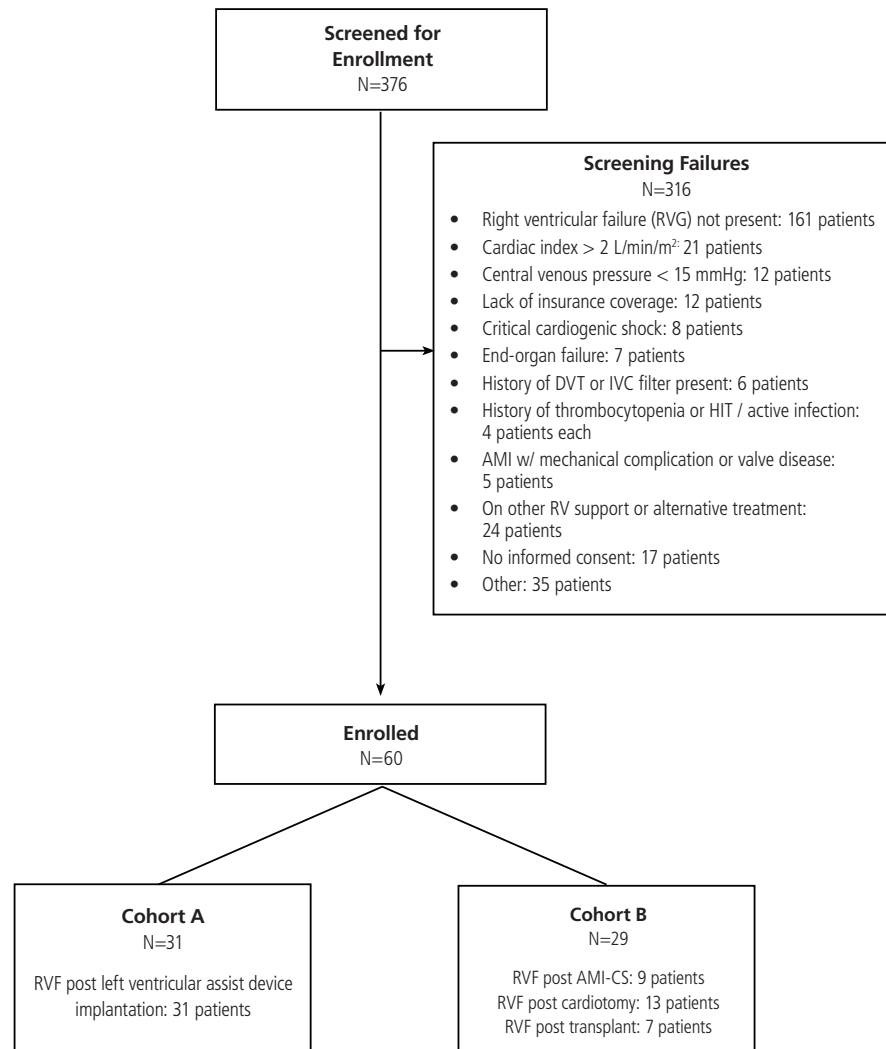 Screened for
Enrollment
N=376
Screening Failures
N=316
• Right ventricular failure (RVG) not present: 161 patients
• Cardiac index > 2 L/min/m²: 21 patients
• Central venous pressure < 15 mmHg: 12 patients
• Lack of insurance coverage: 12 patients
• Critical cardiogenic shock: 8 patients
• End-organ failure: 7 patients
• History of DVT or IVC filter present: 6 patients
• History of thrombocytopenia or HIT / active infection:
4 patients each
• AMI w/ mechanical complication or valve disease:
5 patients
• On other RV support or alternative treatment:
24 patients
• No informed consent: 17 patients
• Other: 35 patients
Enrolled
N=60
Cohort A
N=31
RVF post left ventricular assist device
implantation: 31 patients
Cohort B
N=29
RVF post AMI-CS: 9 patients
RVF post cardiotomy: 13 patients
RVF post transplant: 7 patients